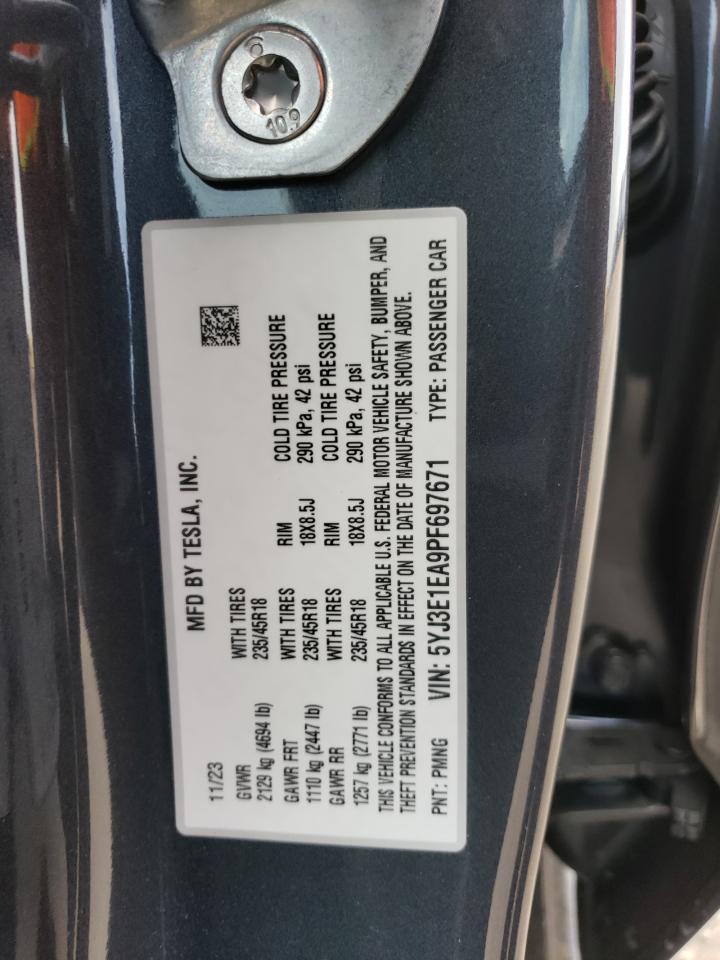 6
10.9
MFD BY TESLA, INC.
11/23
GVWR WITH TIRES
2129 kg (4694 lb) 235/45R18
GAWR FRT WITH TIRES RIM COLD TIRE PRESSURE
1110 kg (2447 lb) 235/45R18 18X8.5J 290 kPa, 42 psi
GAWR RR WITH TIRES RIM COLD TIRE PRESSURE
1257 kg (2771 lb) 235/45R18 18X8.5J 290 kPa, 42 psi
THIS VEHICLE CONFORMS TO ALL APPLICABLE U.S. FEDERAL MOTOR VEHICLE SAFETY, BUMPER, AND
THEFT PREVENTION STANDARDS IN EFFECT ON THE DATE OF MANUFACTURE SHOWN ABOVE.
PNT: PMNG VIN: 5YJ3E1EA9PF697671 TYPE: PASSENGER CAR